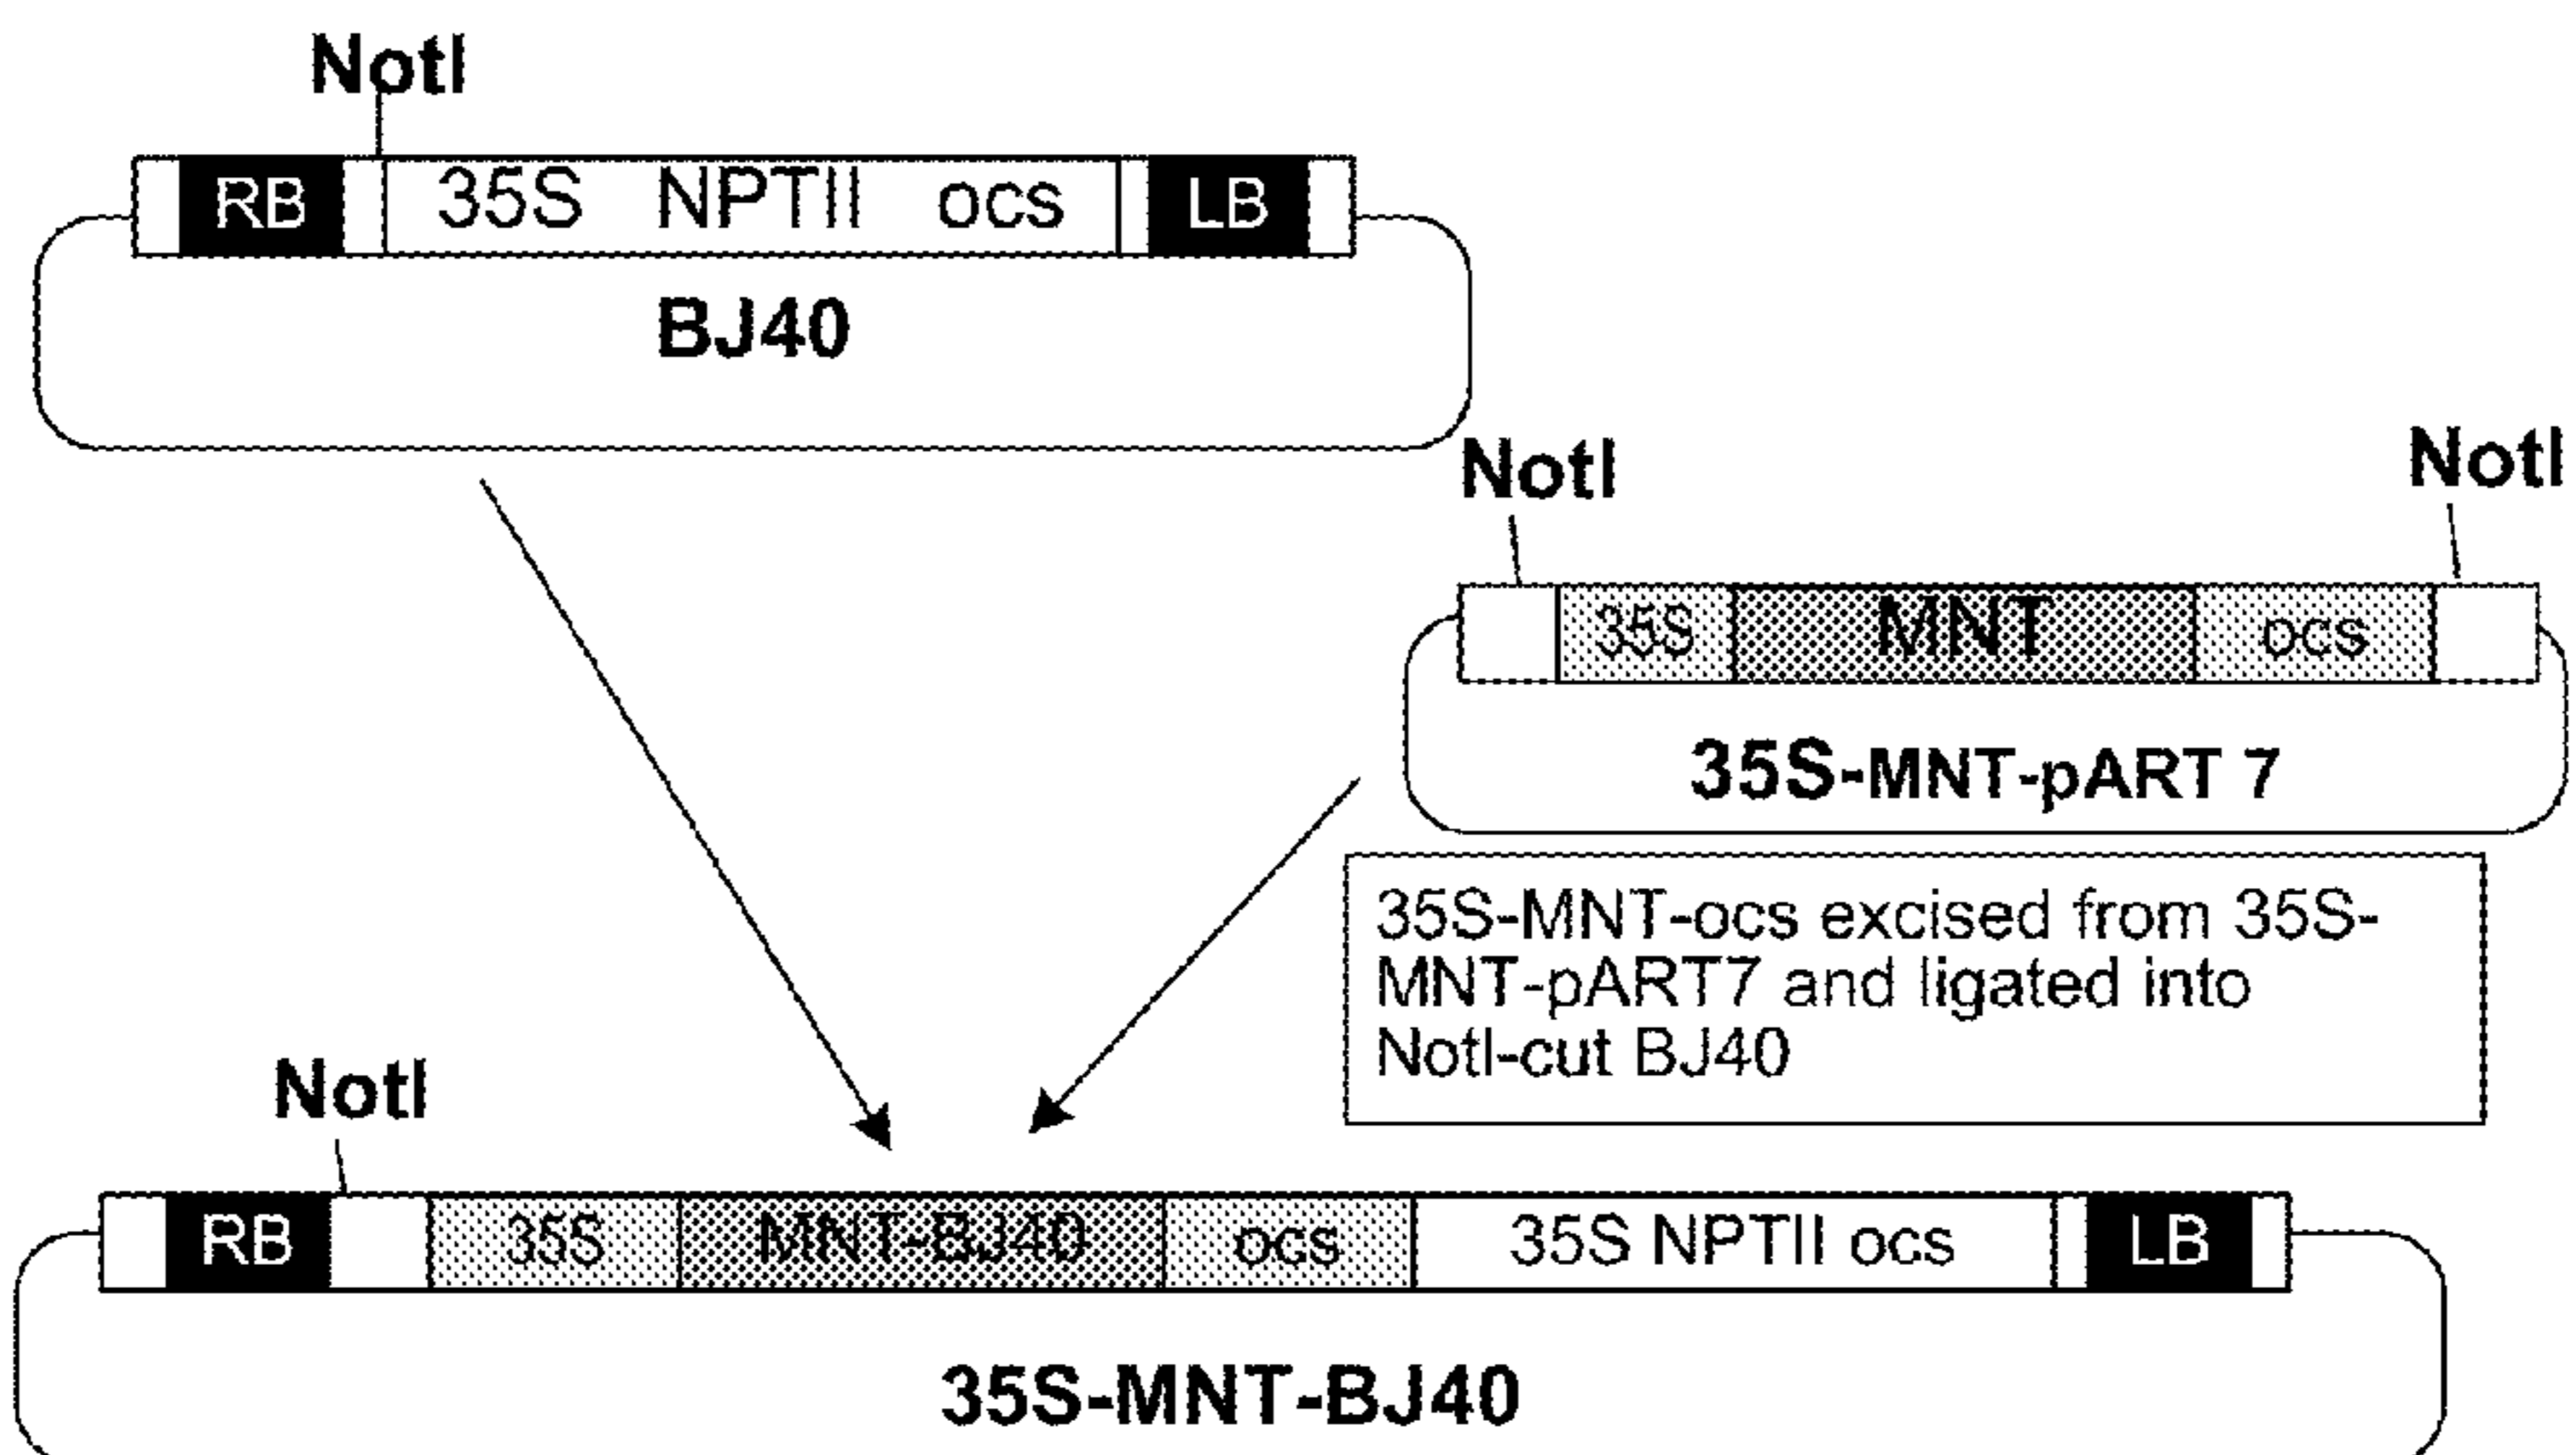 NotI
RB 35S NPTII ocs LB
BJ40
NotI NotI
35S MNT ocs
35S-MNT-pART 7
35S-MNT-ocs excised from 35S-
MNT-pART7 and ligated into
NotI-cut BJ40
NotI
RB 35S MNT-BJ40 ocs 35S NPTII ocs LB
35S-MNT-BJ40